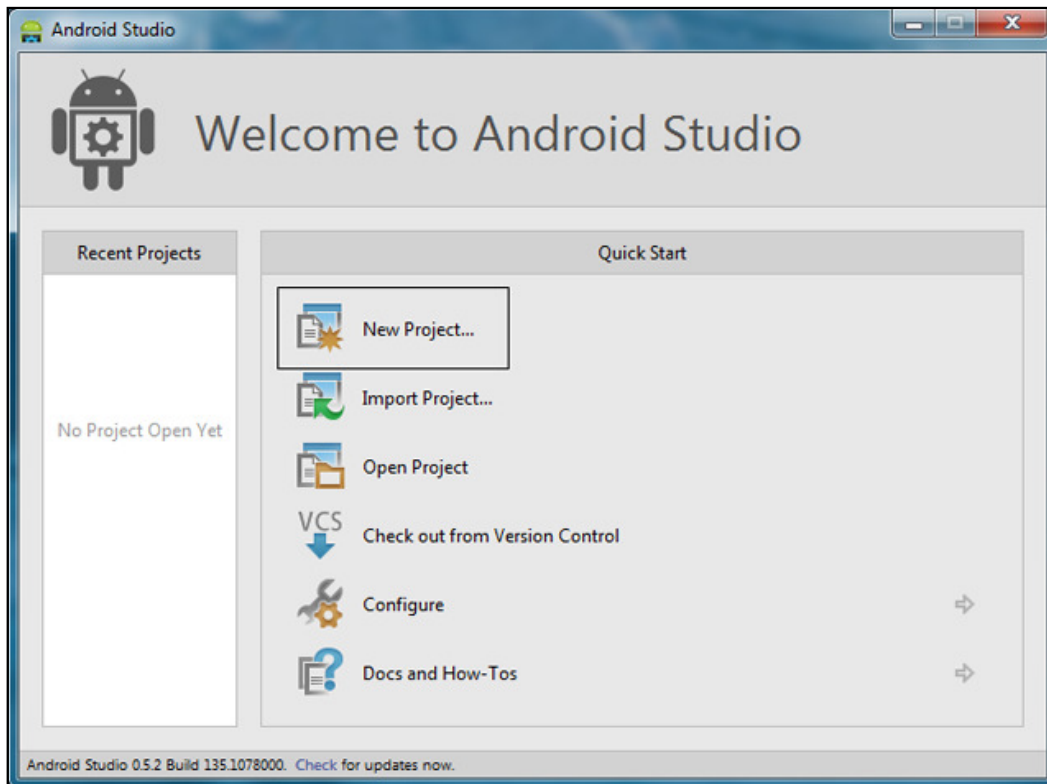 Android Studio
Welcome to Android Studio
Recent Projects
No Project Open Yet
Quick Start
New Project...
Import Project...
Open Project
VCS
Check out from Version Control
Configure
Docs and How-Tos
Android Studio 0.5.2 Build 135.1078000. Check for updates now.